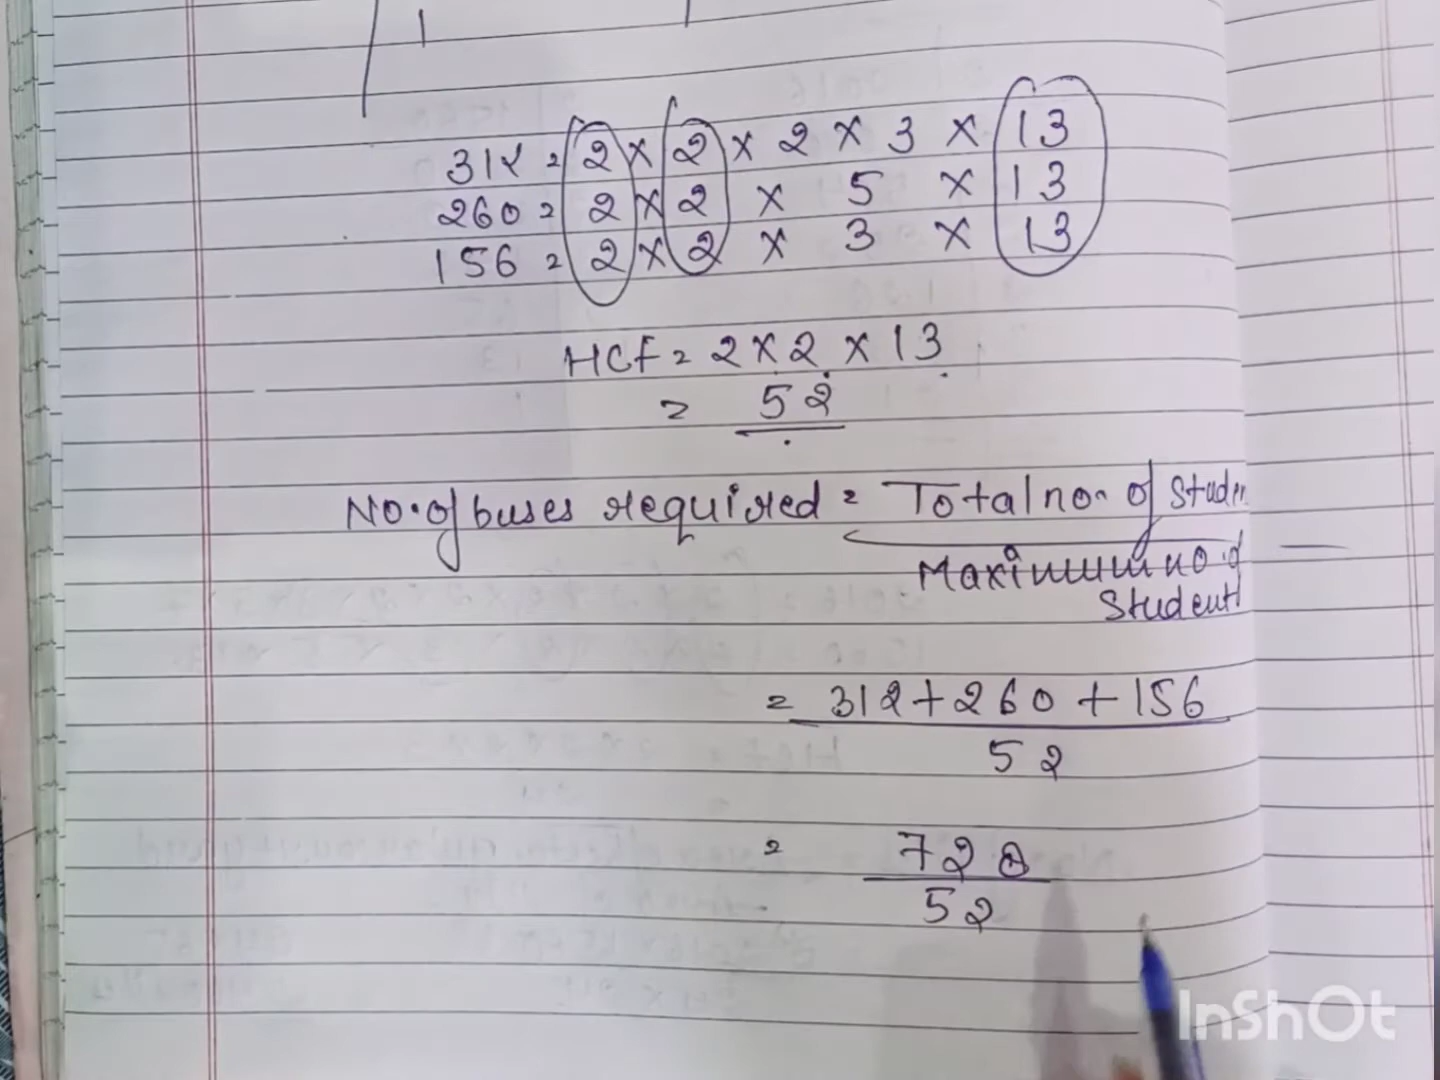 312 = 2 × 2 × 2 × 3 × 13
260 = 2 × 2 × 5 × 13
156 = 2 × 2 × 3 × 13
HCF = 2 × 2 × 13
= 52
No. of buses required = Total no. of Studen
Maximum no. of
Student
= 312 + 260 + 156
52
= 728
52
InShOt